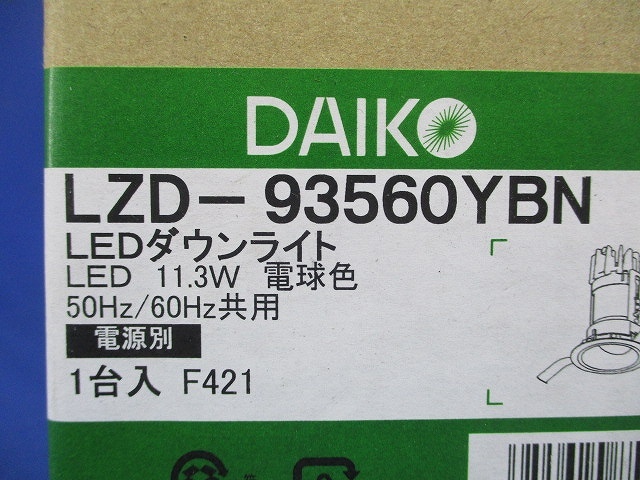 DAIKO
LZD-93560YBN
LEDダウンライト
LED 11.3W 電球色
50Hz/60Hz共用
電源別
1台入 F421